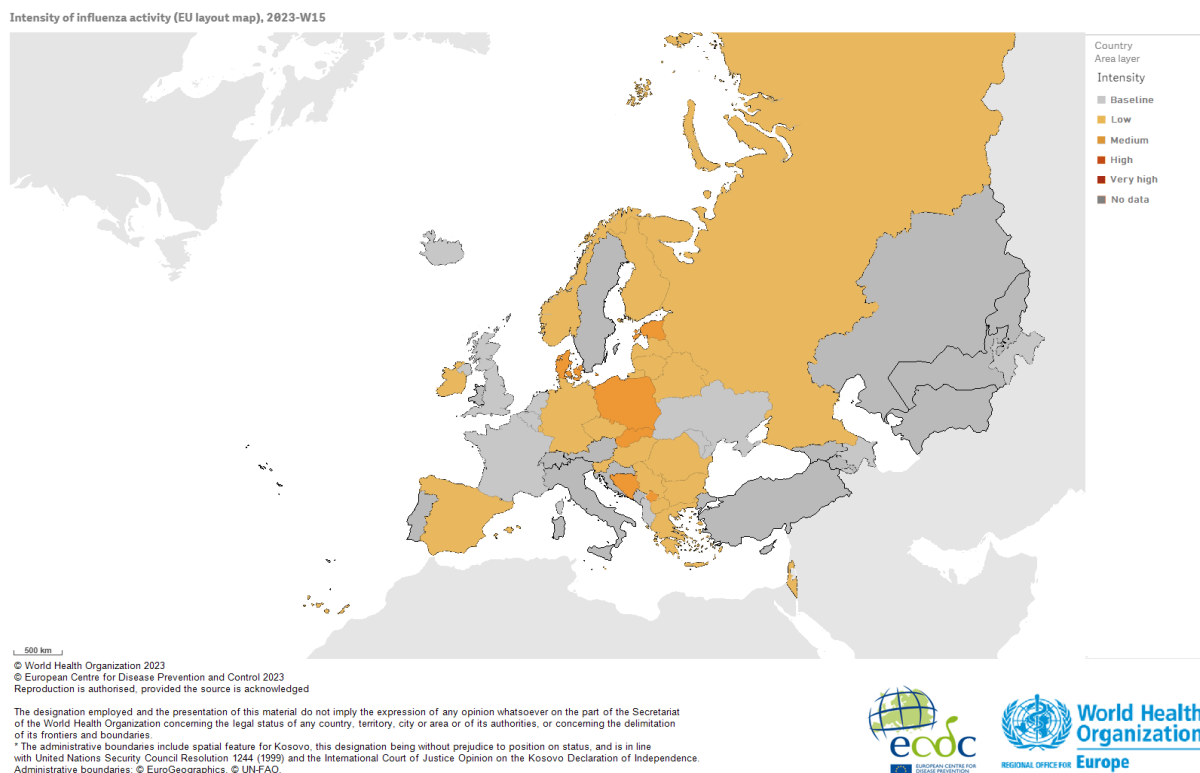 Intensity of influenza activity (EU layout map), 2023-W15
Country
Area layer
Intensity
Baseline
Low
Medium
High
Very high
No data
500 km
© World Health Organization 2023
© European Centre for Disease Prevention and Control 2023
Reproduction is authorised, provided the source is acknowledged
The designation employed and the presentation of this material do not imply the expression of any opinion whatsoever on the part of the Secretariat
of the World Health Organization concerning the legal status of any country, territory, city or area or of its authorities, or concerning the delimitation
of its frontiers and boundaries.
* The administrative boundaries include spatial feature for Kosovo, this designation being without prejudice to position on status, and is in line
with United Nations Security Council Resolution 1244 (1999) and the International Court of Justice Opinion on the Kosovo Declaration of Independence.
Administrative boundaries: © EuroGeographics, © UN-FAO.
ecdc
EUROPEAN CENTRE FOR
DISEASE PREVENTION
World Health
Organization
REGIONAL OFFICE FOR Europe